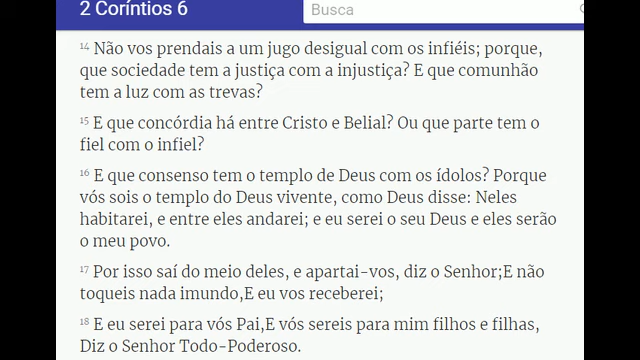 2 Coríntios 6
Busca
14 Não vos prendais a um jugo desigual com os infiéis; porque,
que sociedade tem a justiça com a injustiça? E que comunhão
tem a luz com as trevas?
15 E que concórdia há entre Cristo e Belial? Ou que parte tem o
fiel com o infiel?
16 E que consenso tem o templo de Deus com os ídolos? Porque
vós sois o templo do Deus vivente, como Deus disse: Neles
habitarei, e entre eles andarei; e eu serei o seu Deus e eles serão
o meu povo.
17 Por isso saí do meio deles, e apartai-vos, diz o Senhor;E não
toqueis nada imundo,E eu vos receberei;
18 E eu serei para vós Pai,E vós sereis para mim filhos e filhas,
Diz o Senhor Todo-Poderoso.